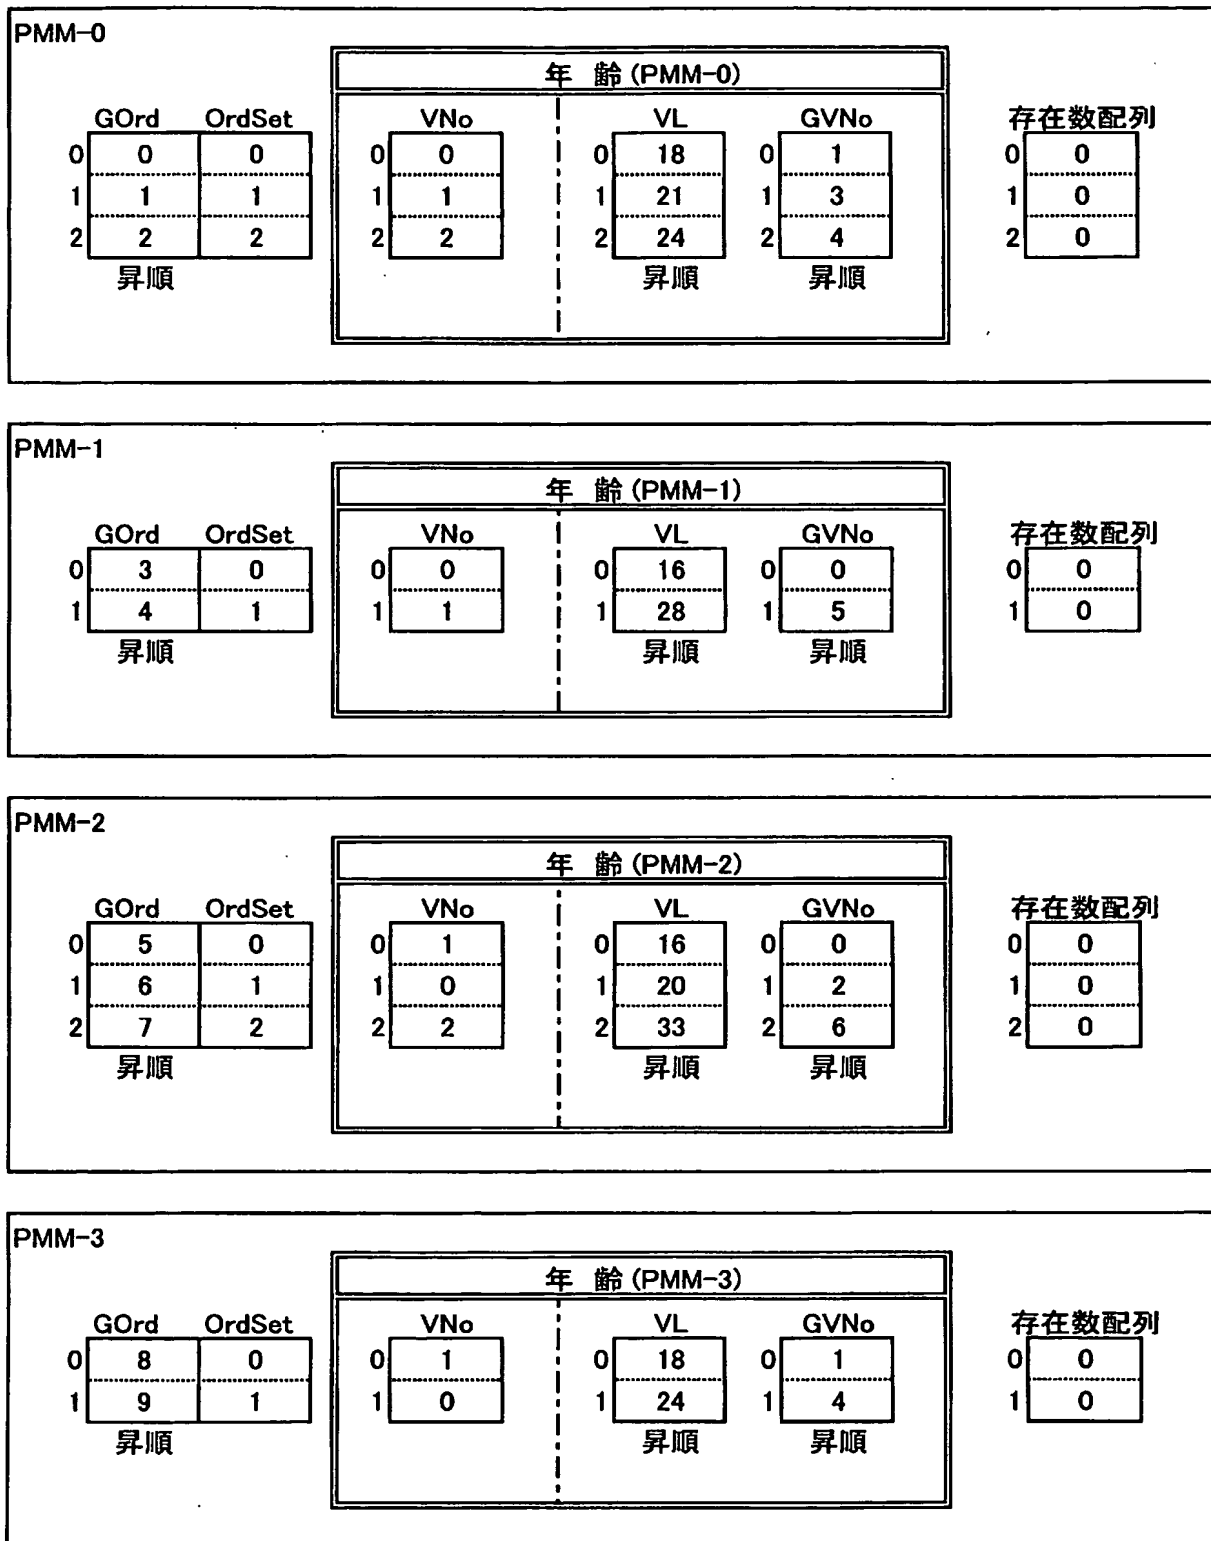 PMM-0
年 齢 (PMM-0)
GOrd OrdSet VNo VL GVNo 存在数配列
0 0 0 0 0 0 18 0 1 0 0
1 1 1 1 1 1 21 1 3 1 0
2 2 2 2 2 2 24 2 4 2 0
昇順 昇順 昇順
PMM-1
年 齢 (PMM-1)
GOrd OrdSet VNo VL GVNo 存在数配列
0 3 0 0 0 0 16 0 0 0 0
1 4 1 1 1 1 28 1 5 1 0
昇順 昇順 昇順
PMM-2
年 齢 (PMM-2)
GOrd OrdSet VNo VL GVNo 存在数配列
0 5 0 0 1 0 16 0 0 0 0
1 6 1 1 0 1 20 1 2 1 0
2 7 2 2 2 2 33 2 6 2 0
昇順 昇順 昇順
PMM-3
年 齢 (PMM-3)
GOrd OrdSet VNo VL GVNo 存在数配列
0 8 0 0 1 0 18 0 1 0 0
1 9 1 1 0 1 24 1 4 1 0
昇順 昇順 昇順